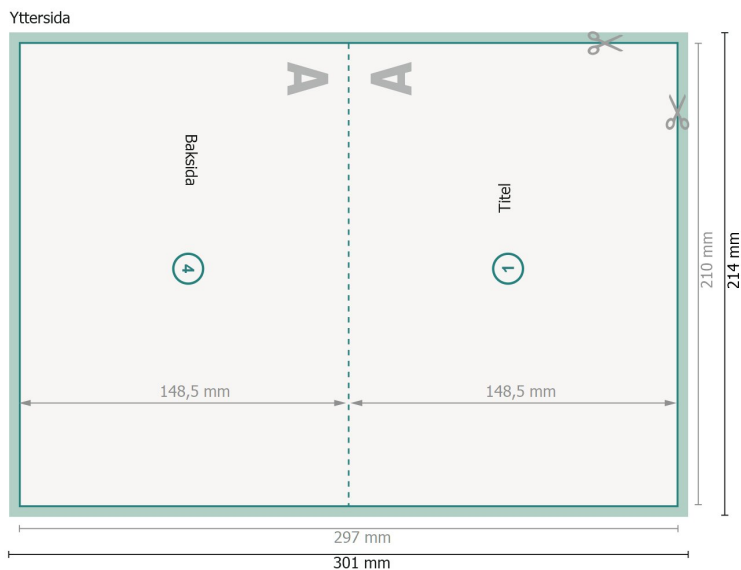 Yttersida
A
A
Baksida
Titel
4
1
210 mm
214 mm
148,5 mm
148,5 mm
297 mm
301 mm